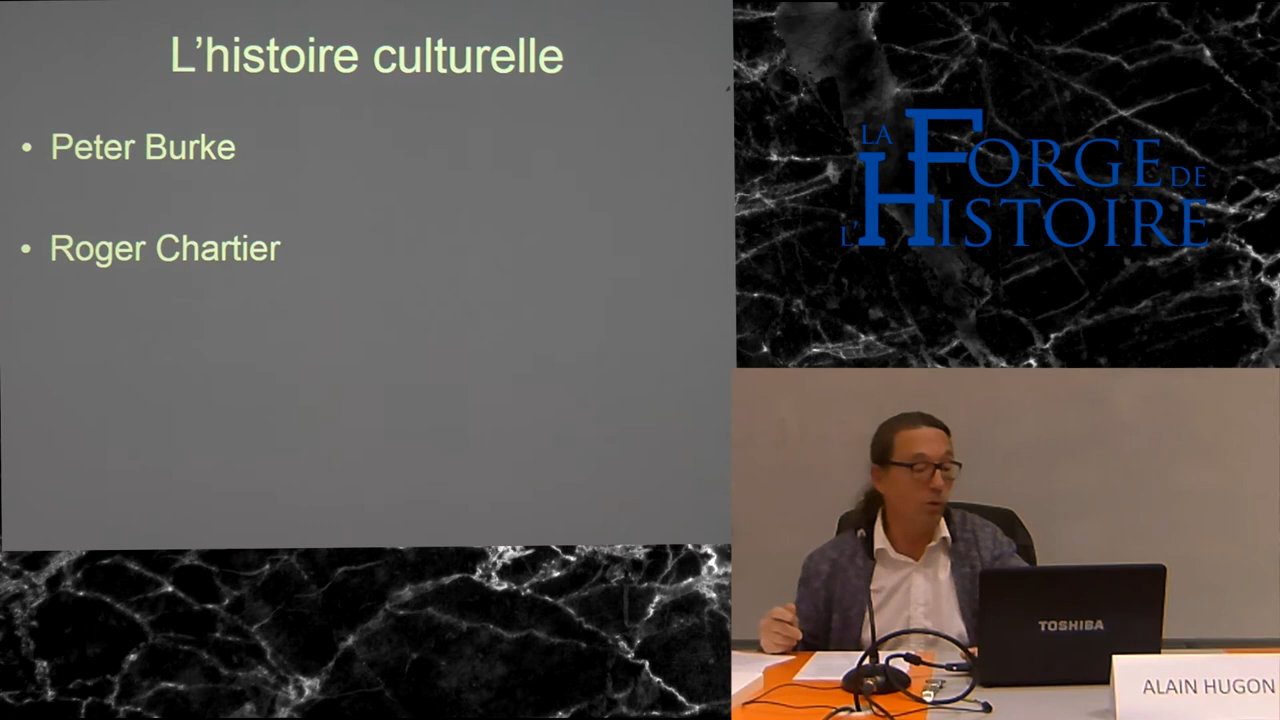 L'histoire culturelle
• Peter Burke
• Roger Chartier
LA FORGE DE
L'HISTOIRE
TOSHIBA
ALAIN HUGON